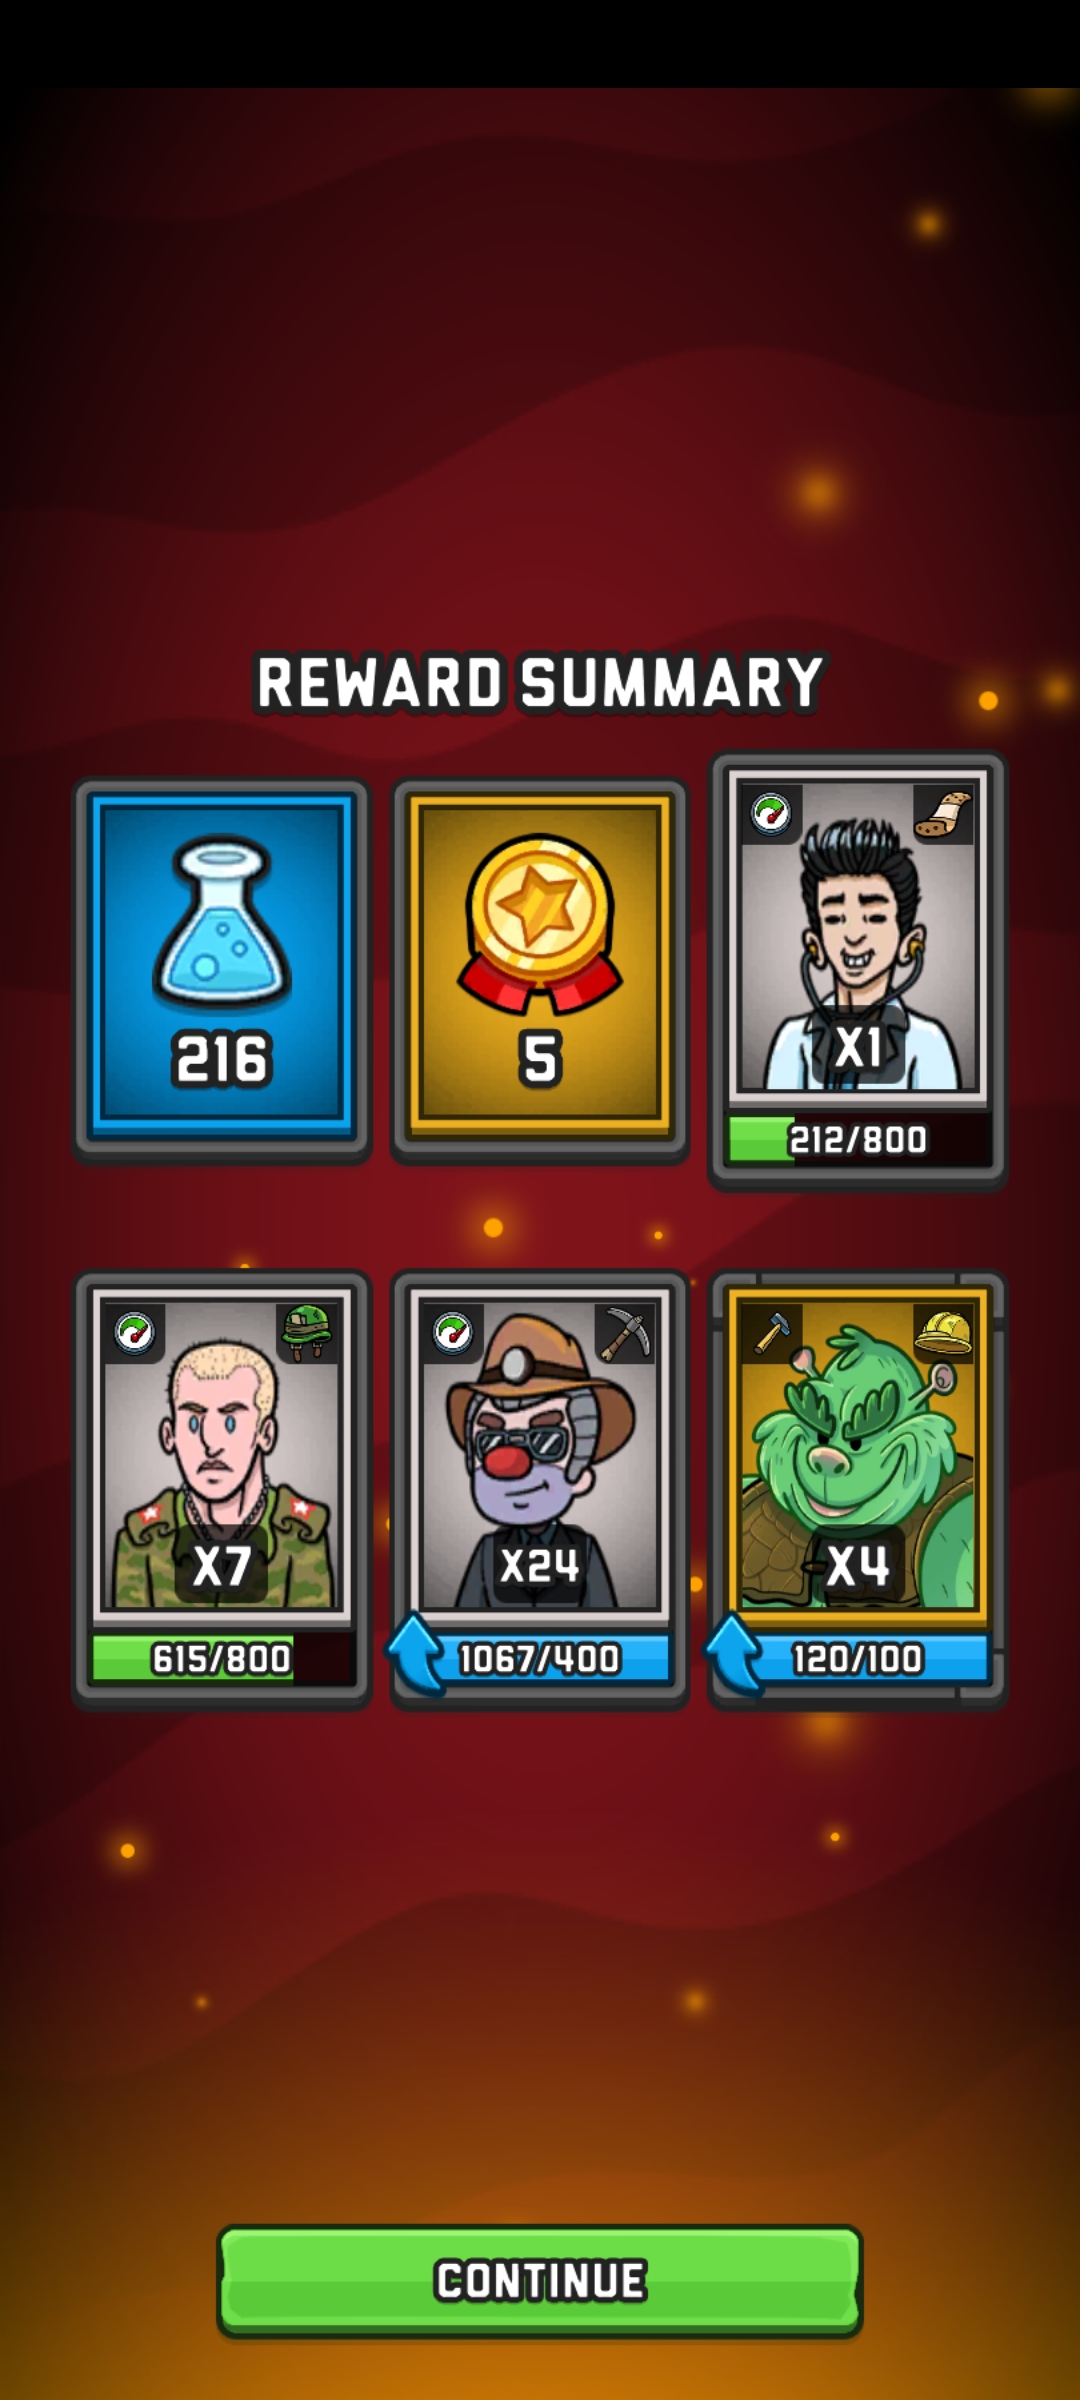 REWARD SUMMARY
216
5
X1
212/800
X7
615/800
X24
1067/400
X4
120/100
CONTINUE